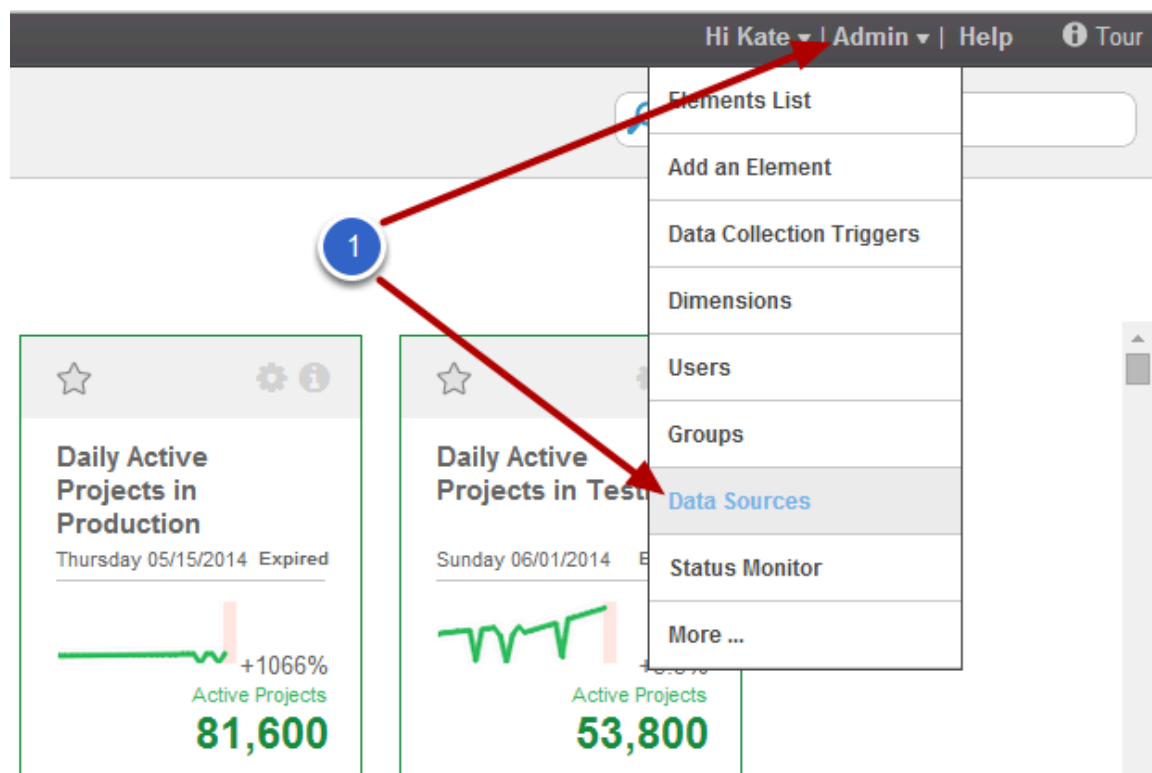 Hi Kate ▾ | Admin ▾ | Help Tour
Elements List
Add an Element
Data Collection Triggers
Dimensions
Users
Groups
Data Sources
Status Monitor
More ...
1
Daily Active
Projects in
Production
Thursday 05/15/2014 Expired
+1066%
Active Projects
81,600
Daily Active
Projects in
Sunday 06/01/2014
Active Projects
53,800